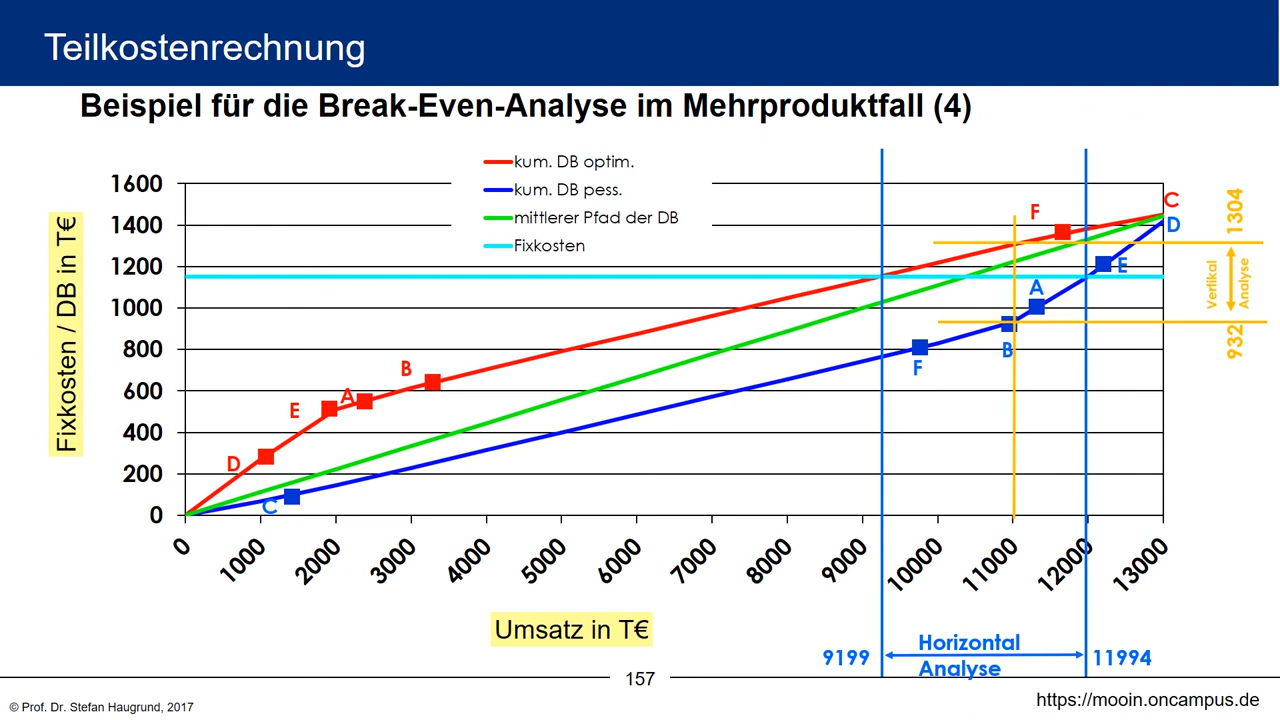 Teilkostenrechnung
Beispiel für die Break-Even-Analyse im Mehrproduktfall (4)
kum. DB optim.
kum. DB pess.
mittlerer Pfad der DB
Fixkosten
Fixkosten / DB in T€
1600
1400
1200
1000
800
600
400
200
0
D
E
A
B
F
C
C
F
B
A
E
D
1304
Vertikal
Analyse
932
0
1000
2000
3000
4000
5000
6000
7000
8000
9000
10000
11000
12000
13000
Umsatz in T€
9199
Horizontal
Analyse
11994
157
© Prof. Dr. Stefan Haugrund, 2017
https://mooin.oncampus.de